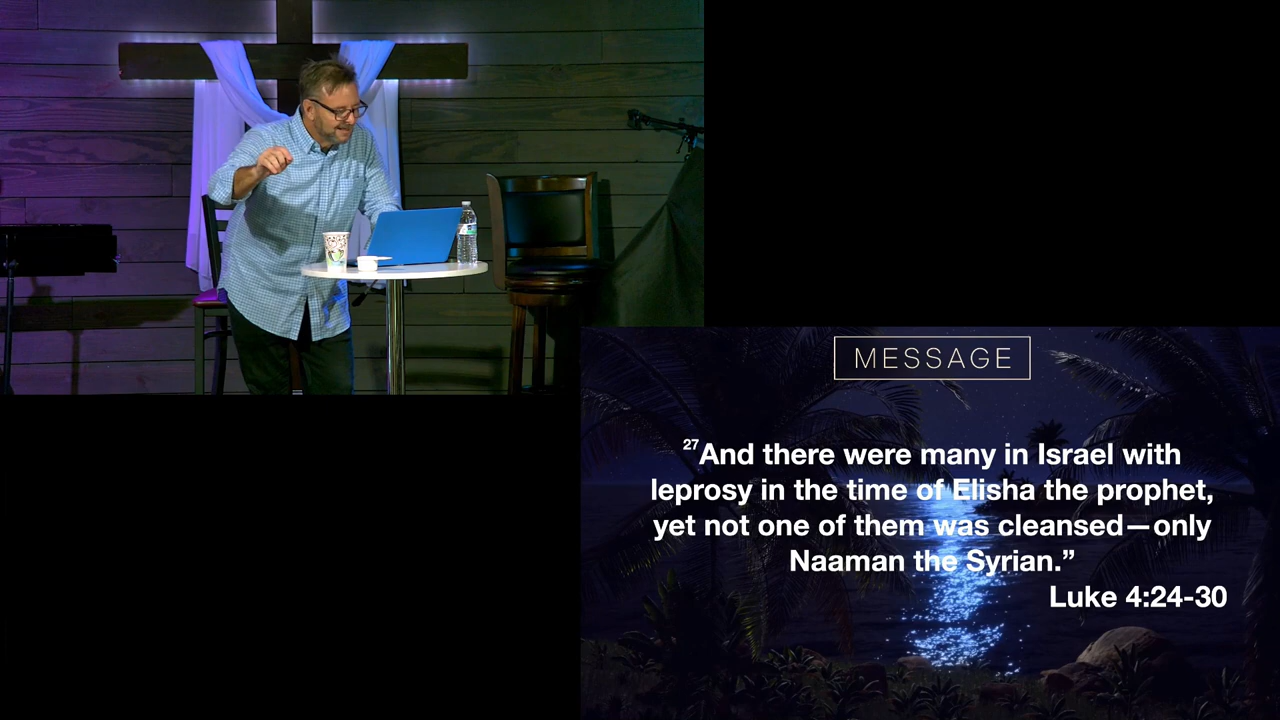 MESSAGE
27And there were many in Israel with
leprosy in the time of Elisha the prophet,
yet not one of them was cleansed—only
Naaman the Syrian.”
Luke 4:24-30